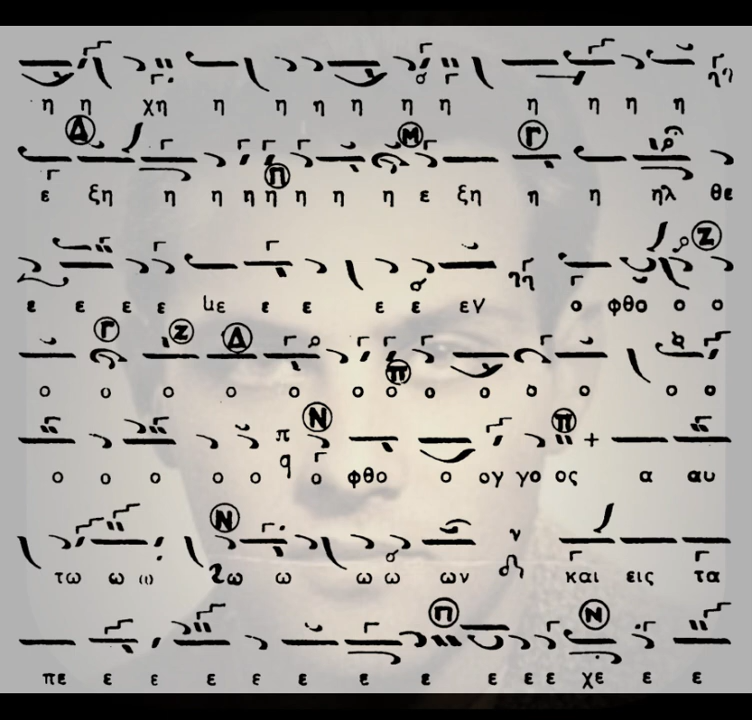 η η χη η η η η η η η η η
ε ξη η η η η η η η ε ξη η η ηλ θε
ε ε ε ε με ε ε ε ε εν ο φθο ο ο
ο ο ο ο ο ο ο ο ο ο ο ο ο
ο ο ο ο ο ο φθο ο ογ γο ος α αυ
τω ω ω ω ω ω ω ων και εις τα
πε ε ε ε ε ε ε ε ε ε ε χε ε ε